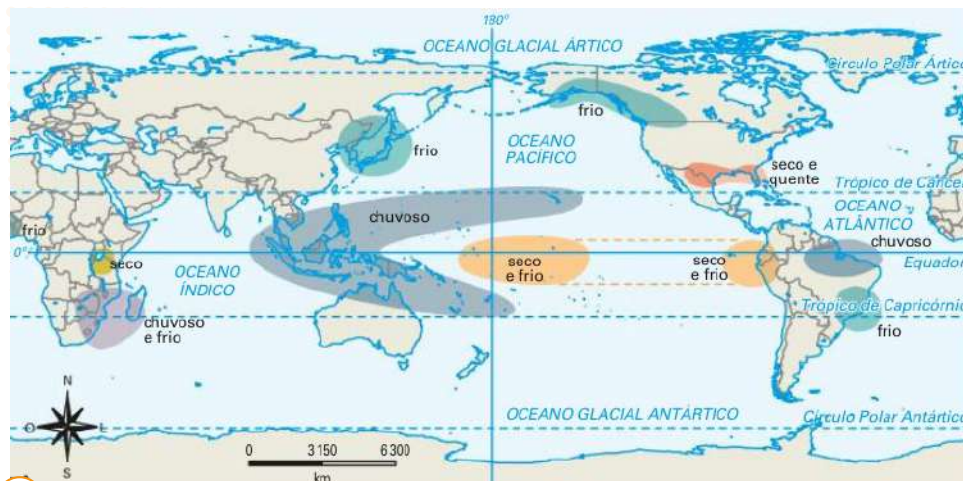 180°
OCEANO GLACIAL ÁRTICO
Círculo Polar Ártico
frio
OCEANO
PACÍFICO
frio
seco e
quente
Trópico de Câncer
OCEANO
ATLÂNTICO
chuvoso
chuvoso
frio
0°
seco
OCEANO
ÍNDICO
seco
e frio
seco
e frio
Equador
Trópico de Capricórnio
chuvoso
e frio
frio
N
O
L
S
OCEANO GLACIAL ANTÁRTICO
Círculo Polar Antártico
0
3 150
6 300
km